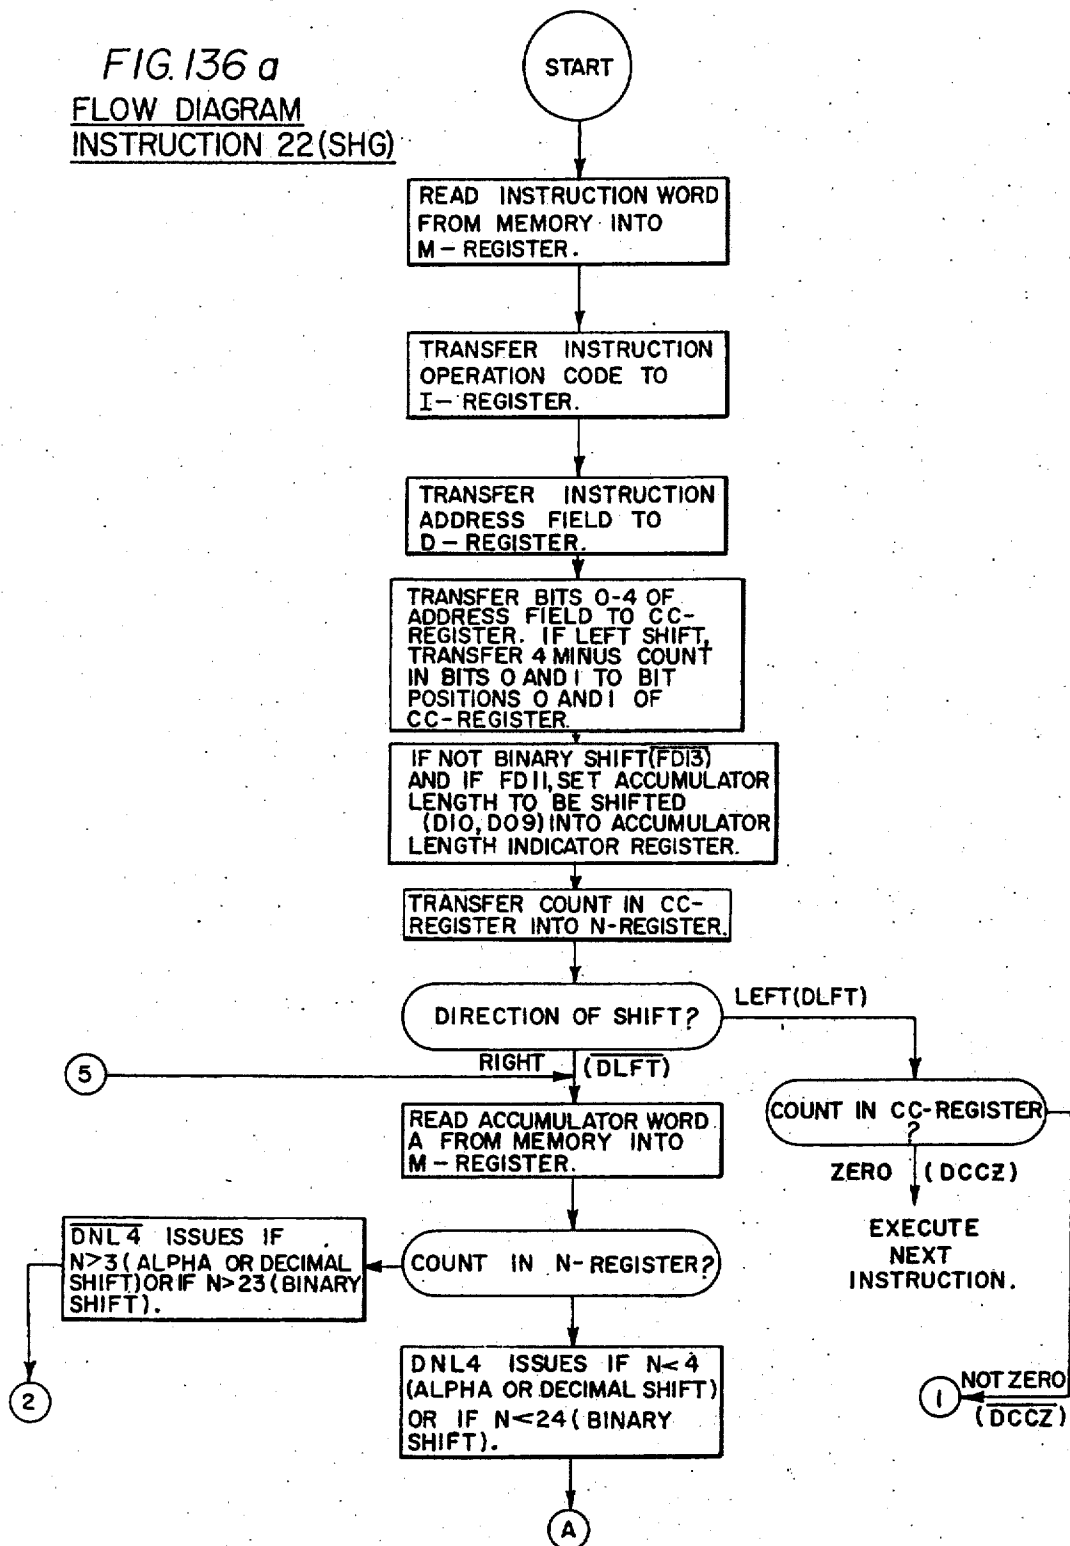 FIG. 136 a
FLOW DIAGRAM
INSTRUCTION 22 (SHG)
START
READ INSTRUCTION WORD
FROM MEMORY INTO
M-REGISTER.
TRANSFER INSTRUCTION
OPERATION CODE TO
I-REGISTER.
TRANSFER INSTRUCTION
ADDRESS FIELD TO
D-REGISTER.
TRANSFER BITS 0-4 OF
ADDRESS FIELD TO CC-
REGISTER. IF LEFT SHIFT,
TRANSFER 4 MINUS COUNT
IN BITS 0 AND 1 TO BIT
POSITIONS 0 AND 1 OF
CC-REGISTER.
IF NOT BINARY SHIFT (F̅D̅1̅3̅)
AND IF FD11, SET ACCUMULATOR
LENGTH TO BE SHIFTED
(D10, D09) INTO ACCUMULATOR
LENGTH INDICATOR REGISTER.
TRANSFER COUNT IN CC-
REGISTER INTO N-REGISTER.
DIRECTION OF SHIFT?
LEFT (DLFT)
RIGHT (D̅L̅F̅T̅)
5
COUNT IN CC-REGISTER
?
READ ACCUMULATOR WORD
A FROM MEMORY INTO
M-REGISTER.
ZERO (DCCZ)
EXECUTE
NEXT
INSTRUCTION.
COUNT IN N-REGISTER?
D̅N̅L̅4̅ ISSUES IF
N>3 (ALPHA OR DECIMAL
SHIFT) OR IF N>23 (BINARY
SHIFT).
DNL4 ISSUES IF N<4
(ALPHA OR DECIMAL SHIFT)
OR IF N<24 (BINARY
SHIFT).
2
1
NOT ZERO
(D̅C̅C̅Z̅)
A